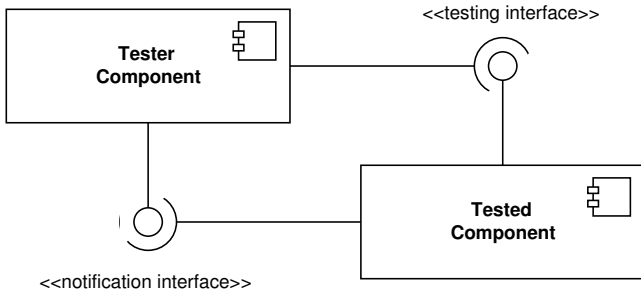 <<testing interface>>
Tester
Component
Tested
Component
<<notification interface>>